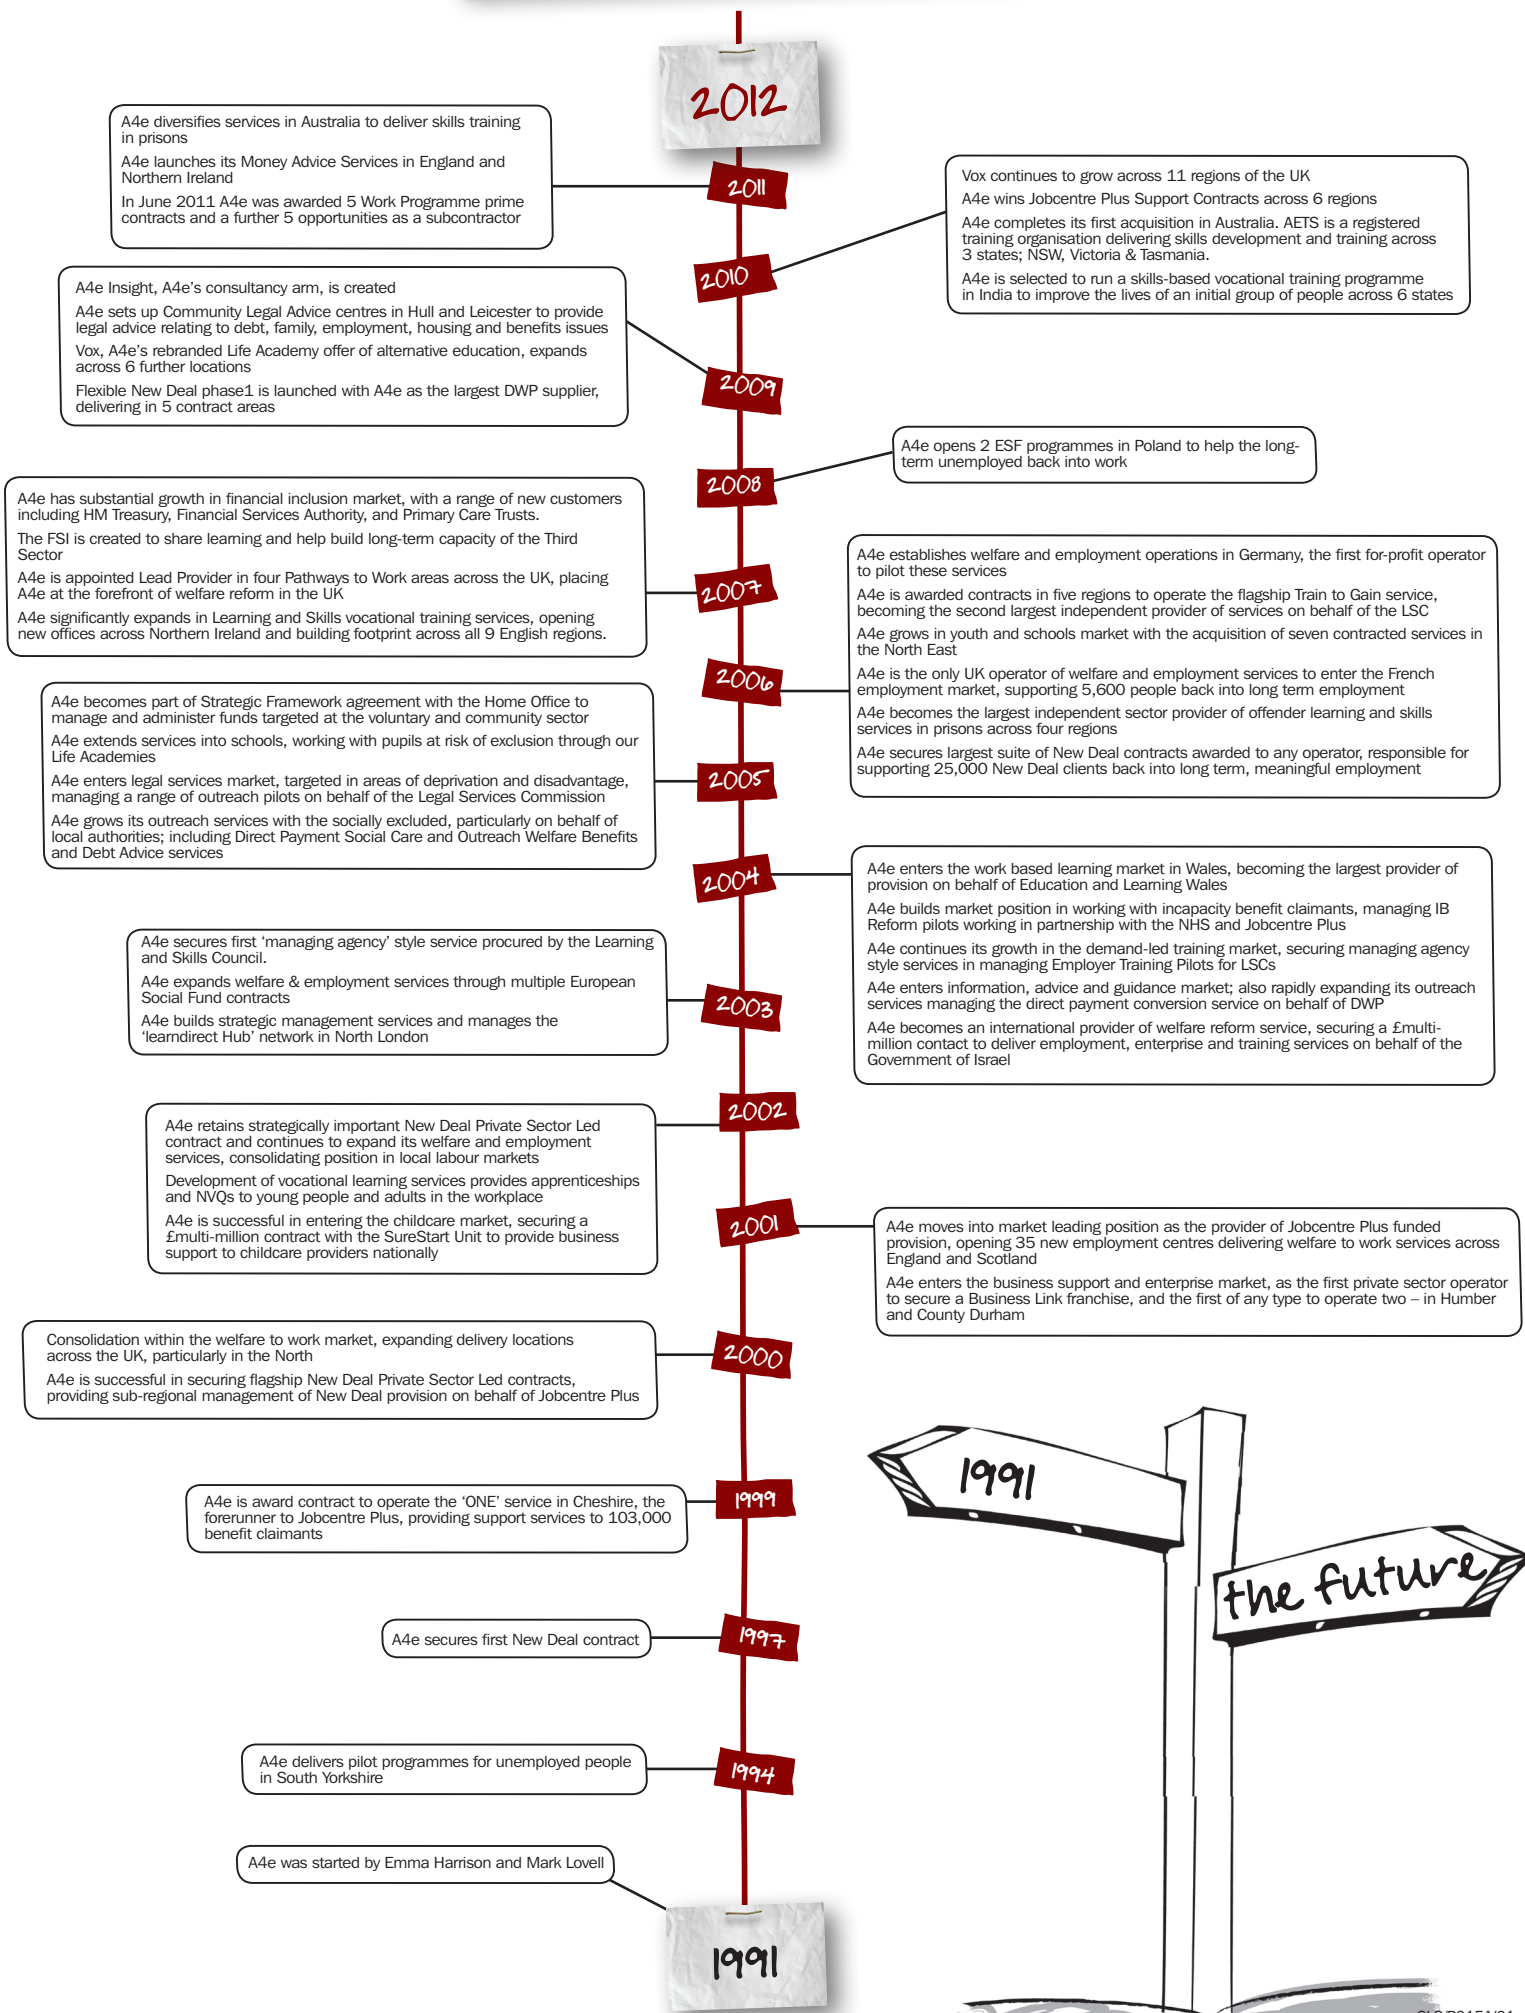 2012
A4e diversifies services in Australia to deliver skills training
in prisons
A4e launches its Money Advice Services in England and
Northern Ireland
In June 2011 A4e was awarded 5 Work Programme prime
contracts and a further 5 opportunities as a subcontractor
2011
Vox continues to grow across 11 regions of the UK
A4e wins Jobcentre Plus Support Contracts across 6 regions
A4e completes its first acquisition in Australia. AETS is a registered
training organisation delivering skills development and training across
3 states; NSW, Victoria & Tasmania.
A4e is selected to run a skills-based vocational training programme
in India to improve the lives of an initial group of people across 6 states
2010
A4e Insight, A4e's consultancy arm, is created
A4e sets up Community Legal Advice centres in Hull and Leicester to provide
legal advice relating to debt, family, employment, housing and benefits issues
Vox, A4e's rebranded Life Academy offer of alternative education, expands
across 6 further locations
Flexible New Deal phase1 is launched with A4e as the largest DWP supplier,
delivering in 5 contract areas
2009
A4e opens 2 ESF programmes in Poland to help the long-
term unemployed back into work
2008
A4e has substantial growth in financial inclusion market, with a range of new customers
including HM Treasury, Financial Services Authority, and Primary Care Trusts.
The FSI is created to share learning and help build long-term capacity of the Third
Sector
A4e is appointed Lead Provider in four Pathways to Work areas across the UK, placing
A4e at the forefront of welfare reform in the UK
A4e significantly expands in Learning and Skills vocational training services, opening
new offices across Northern Ireland and building footprint across all 9 English regions.
2007
A4e establishes welfare and employment operations in Germany, the first for-profit operator
to pilot these services
A4e is awarded contracts in five regions to operate the flagship Train to Gain service,
becoming the second largest independent provider of services on behalf of the LSC
A4e grows in youth and schools market with the acquisition of seven contracted services in
the North East
A4e is the only UK operator of welfare and employment services to enter the French
employment market, supporting 5,600 people back into long term employment
A4e becomes the largest independent sector provider of offender learning and skills
services in prisons across four regions
A4e secures largest suite of New Deal contracts awarded to any operator, responsible for
supporting 25,000 New Deal clients back into long term, meaningful employment
2006
A4e becomes part of Strategic Framework agreement with the Home Office to
manage and administer funds targeted at the voluntary and community sector
A4e extends services into schools, working with pupils at risk of exclusion through our
Life Academies
A4e enters legal services market, targeted in areas of deprivation and disadvantage,
managing a range of outreach pilots on behalf of the Legal Services Commission
A4e grows its outreach services with the socially excluded, particularly on behalf of
local authorities; including Direct Payment Social Care and Outreach Welfare Benefits
and Debt Advice services
2005
A4e enters the work based learning market in Wales, becoming the largest provider of
provision on behalf of Education and Learning Wales
A4e builds market position in working with incapacity benefit claimants, managing IB
Reform pilots working in partnership with the NHS and Jobcentre Plus
A4e continues its growth in the demand-led training market, securing managing agency
style services in managing Employer Training Pilots for LSCs
A4e enters information, advice and guidance market; also rapidly expanding its outreach
services managing the direct payment conversion service on behalf of DWP
A4e becomes an international provider of welfare reform service, securing a £multi-
million contact to deliver employment, enterprise and training services on behalf of the
Government of Israel
2004
A4e secures first 'managing agency' style service procured by the Learning
and Skills Council.
A4e expands welfare & employment services through multiple European
Social Fund contracts
A4e builds strategic management services and manages the
'learndirect Hub' network in North London
2003
A4e retains strategically important New Deal Private Sector Led
contract and continues to expand its welfare and employment
services, consolidating position in local labour markets
Development of vocational learning services provides apprenticeships
and NVQs to young people and adults in the workplace
A4e is successful in entering the childcare market, securing a
£multi-million contract with the SureStart Unit to provide business
support to childcare providers nationally
2002
A4e moves into market leading position as the provider of Jobcentre Plus funded
provision, opening 35 new employment centres delivering welfare to work services across
England and Scotland
A4e enters the business support and enterprise market, as the first private sector operator
to secure a Business Link franchise, and the first of any type to operate two – in Humber
and County Durham
2001
Consolidation within the welfare to work market, expanding delivery locations
across the UK, particularly in the North
A4e is successful in securing flagship New Deal Private Sector Led contracts,
providing sub-regional management of New Deal provision on behalf of Jobcentre Plus
2000
A4e is award contract to operate the 'ONE' service in Cheshire, the
forerunner to Jobcentre Plus, providing support services to 103,000
benefit claimants
1999
A4e secures first New Deal contract
1997
A4e delivers pilot programmes for unemployed people
in South Yorkshire
1994
A4e was started by Emma Harrison and Mark Lovell
1991
1991
the future